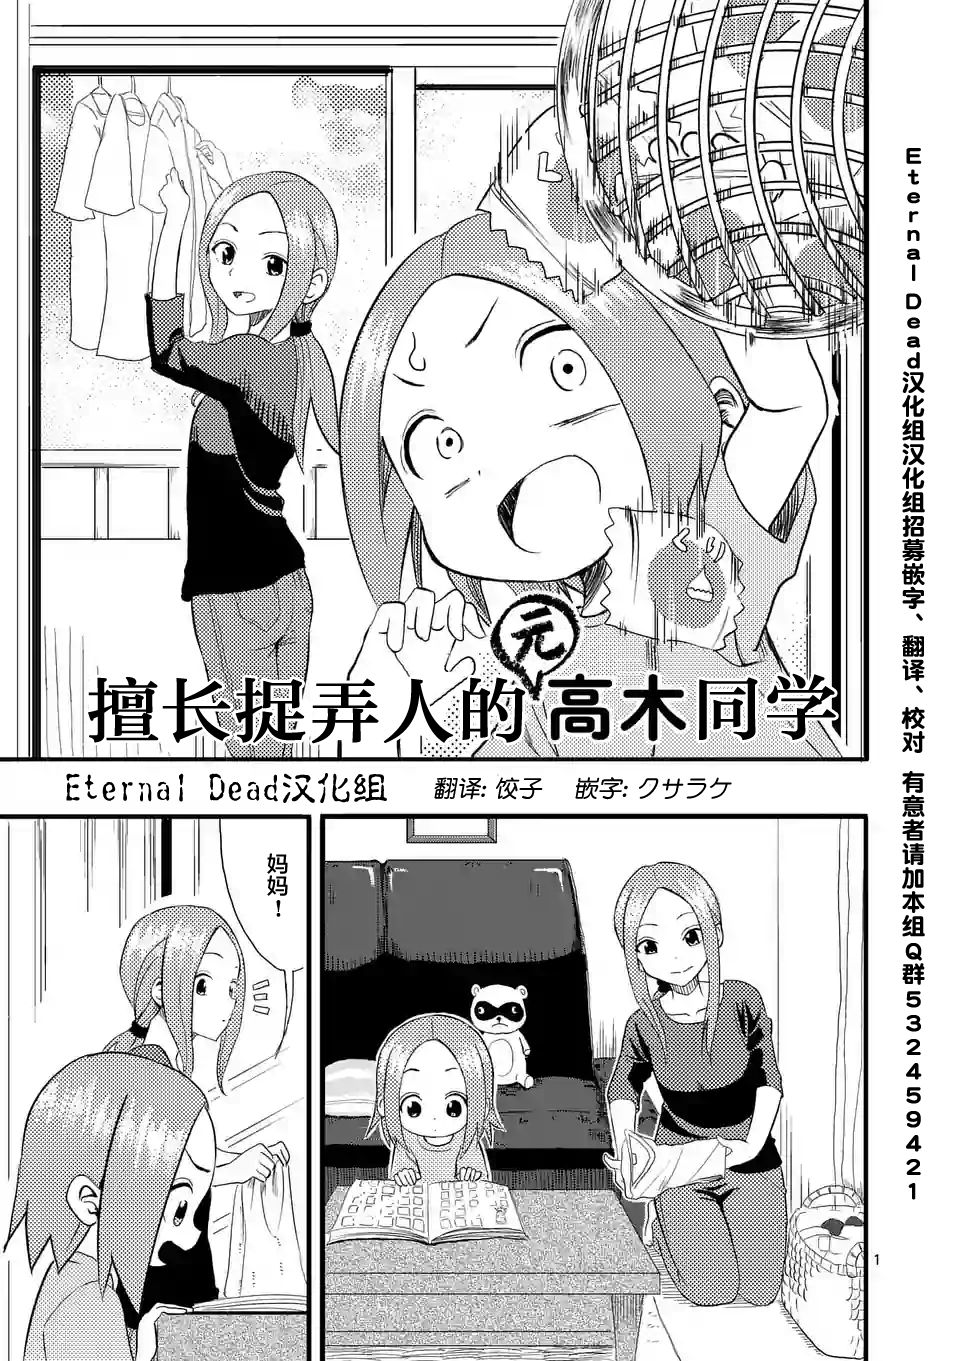 くり
元
擅长捉弄人的高木同学
Eternal Dead汉化组 翻译: 饺子 嵌字: クサラケ
妈妈！
1
Eternal Dead汉化组汉化组招募嵌字、翻译、校对 有意者请加本组Q群532459421